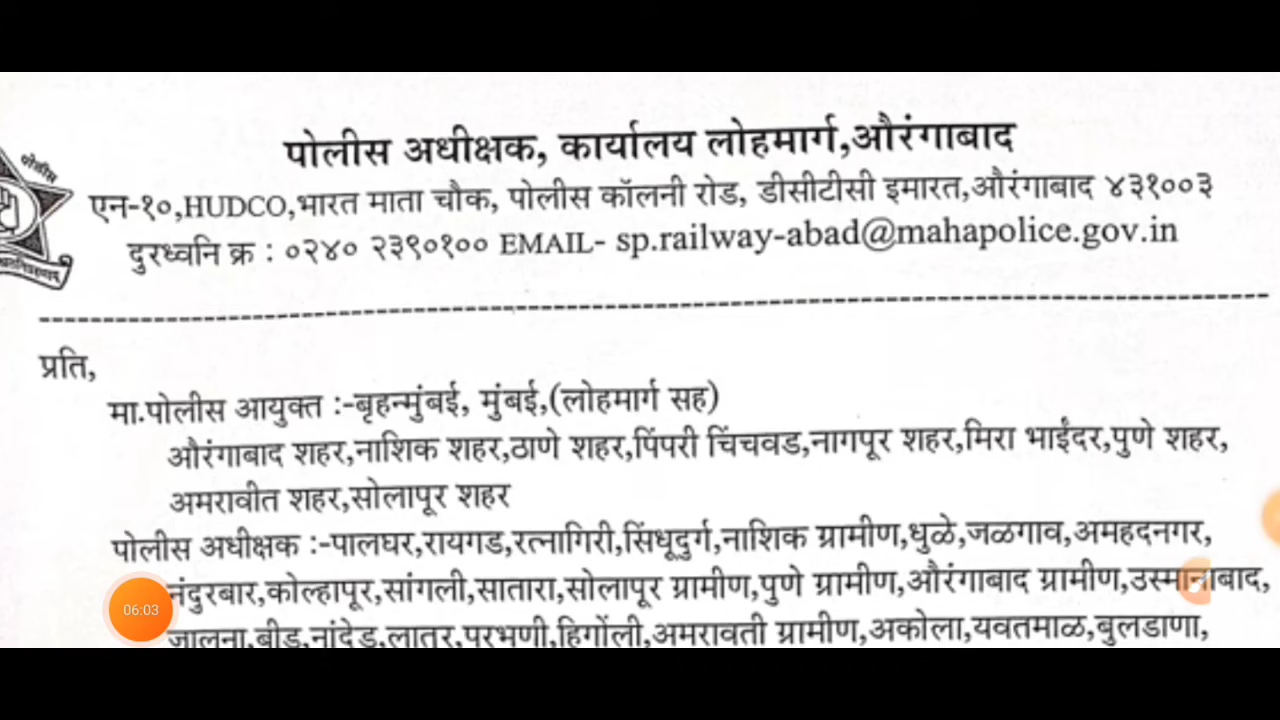 पोलीस अधीक्षक, कार्यालय लोहमार्ग,औरंगाबाद
एन-१०,HUDCO,भारत माता चौक, पोलीस कॉलनी रोड, डीसीटीसी इमारत,औरंगाबाद ४३१००३
दुरध्वनि क्र : ०२४० २३९०१०० EMAIL- sp.railway-abad@mahapolice.gov.in
प्रति,
मा.पोलीस आयुक्त :-बृहन्मुंबई, मुंबई,(लोहमार्ग सह)
औरंगाबाद शहर,नाशिक शहर,ठाणे शहर,पिंपरी चिंचवड,नागपूर शहर,मिरा भाईंदर,पुणे शहर,
अमरावीत शहर,सोलापूर शहर
पोलीस अधीक्षक :-पालघर,रायगड,रत्नागिरी,सिंधूदुर्ग,नाशिक ग्रामीण,धुळे,जळगाव,अमहदनगर,
नंदुरबार,कोल्हापूर,सांगली,सातारा,सोलापूर ग्रामीण,पुणे ग्रामीण,औरंगाबाद ग्रामीण,उस्मानाबाद,
जालना,बीड,नांदेड,लातूर,परभणी,हिगोंली,अमरावती ग्रामीण,अकोला,यवतमाळ,बुलडाणा,
पोलीस
06:03